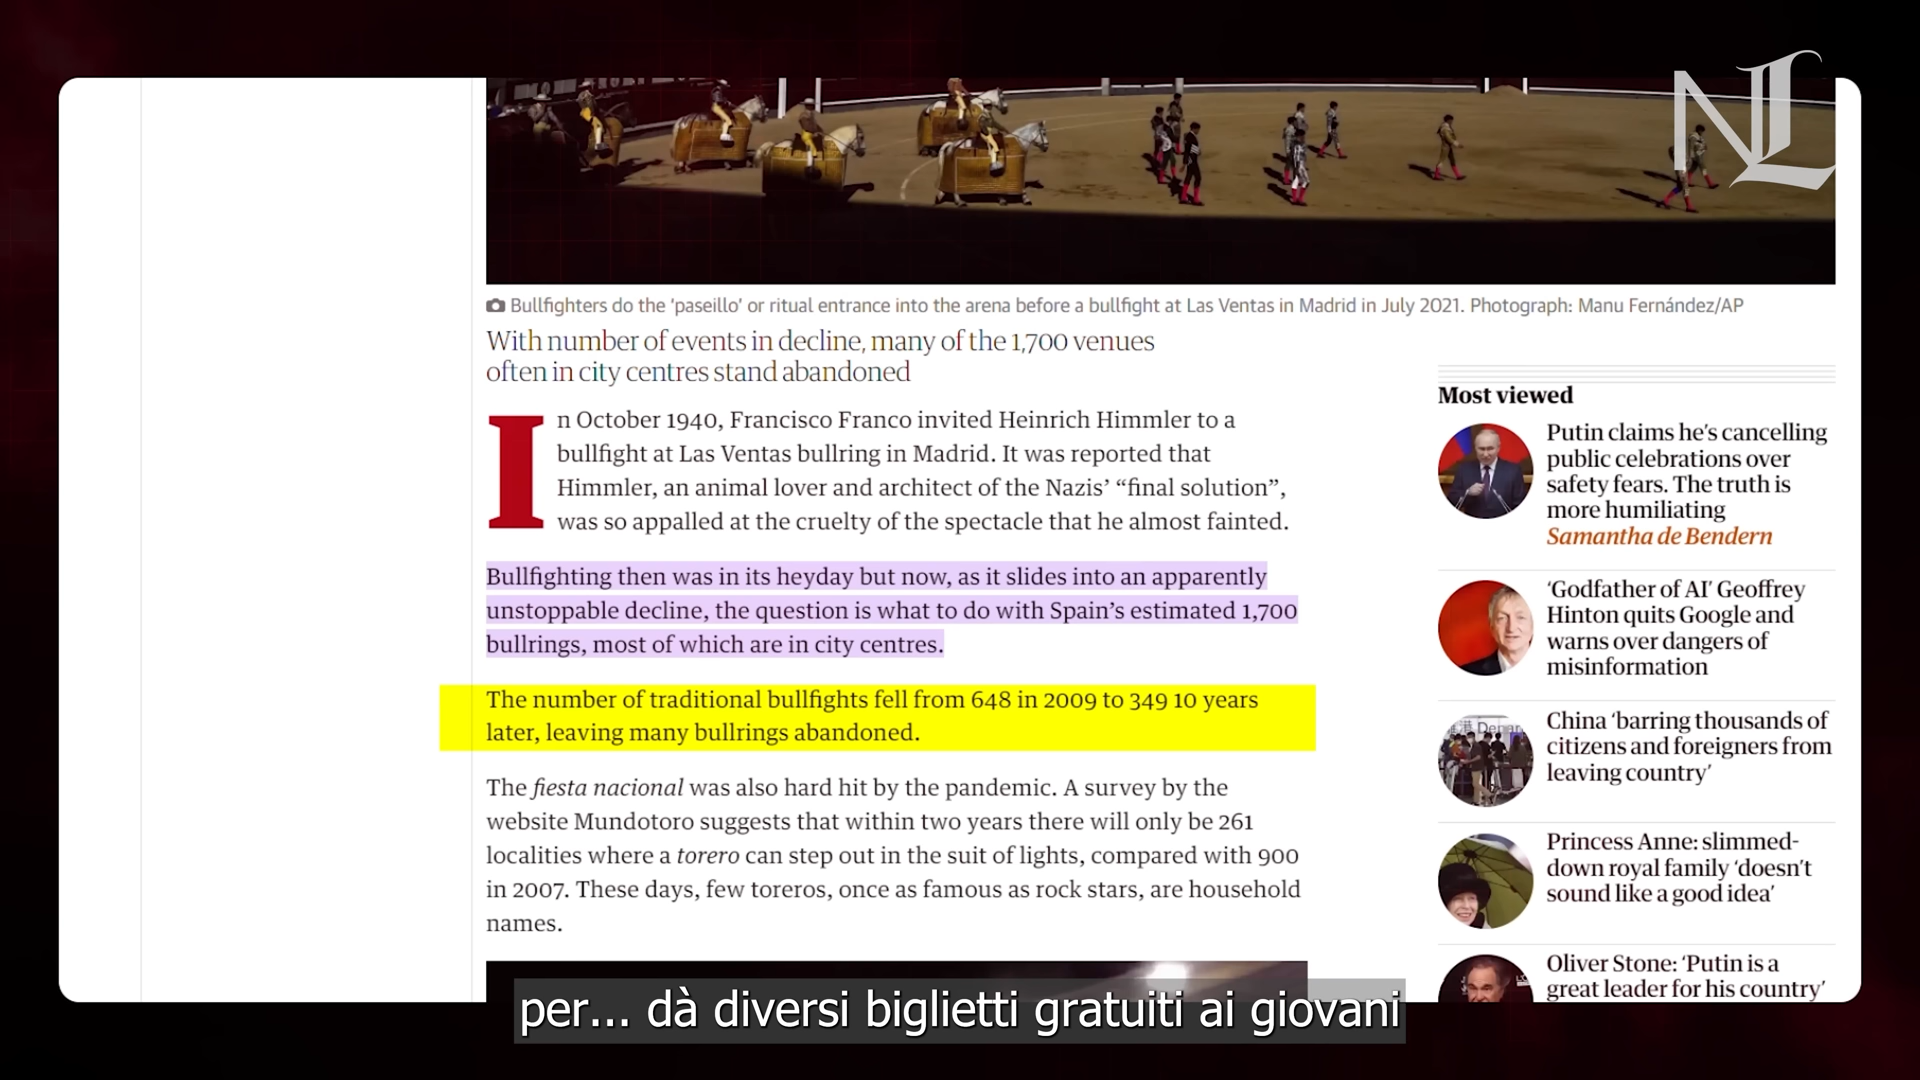 NL
Bullfighters do the 'paseillo' or ritual entrance into the arena before a bullfight at Las Ventas in Madrid in July 2021. Photograph: Manu Fernández/AP
With number of events in decline, many of the 1,700 venues
often in city centres stand abandoned
In October 1940, Francisco Franco invited Heinrich Himmler to a
bullfight at Las Ventas bullring in Madrid. It was reported that
Himmler, an animal lover and architect of the Nazis’ “final solution”,
was so appalled at the cruelty of the spectacle that he almost fainted.
Bullfighting then was in its heyday but now, as it slides into an apparently
unstoppable decline, the question is what to do with Spain’s estimated 1,700
bullrings, most of which are in city centres.
The number of traditional bullfights fell from 648 in 2009 to 349 10 years
later, leaving many bullrings abandoned.
The fiesta nacional was also hard hit by the pandemic. A survey by the
website Mundotoro suggests that within two years there will only be 261
localities where a torero can step out in the suit of lights, compared with 900
in 2007. These days, few toreros, once as famous as rock stars, are household
names.
Most viewed
Putin claims he’s cancelling
public celebrations over
safety fears. The truth is
more humiliating
Samantha de Bendern
‘Godfather of AI’ Geoffrey
Hinton quits Google and
warns over dangers of
misinformation
China ‘barring thousands of
citizens and foreigners from
leaving country’
Princess Anne: slimmed-
down royal family ‘doesn’t
sound like a good idea’
Oliver Stone: ‘Putin is a
great leader for his country’
per... dà diversi biglietti gratuiti ai giovani